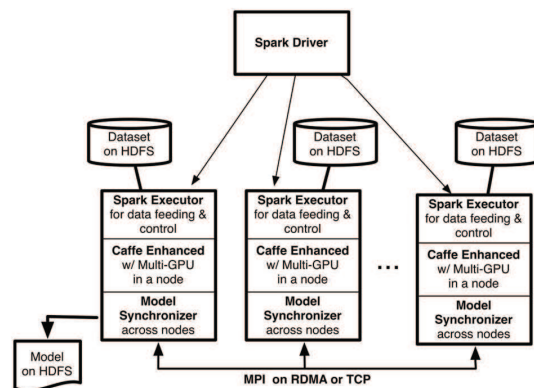 Spark Driver
Dataset
on HDFS
Dataset
on HDFS
Dataset
on HDFS
Spark Executor
for data feeding &
control
Caffe Enhanced
w/ Multi-GPU
in a node
Model
Synchronizer
across nodes
Spark Executor
for data feeding &
control
Caffe Enhanced
w/ Multi-GPU
in a node
Model
Synchronizer
across nodes
...
Spark Executor
for data feeding &
control
Caffe Enhanced
w/ Multi-GPU
in a node
Model
Synchronizer
across nodes
Model
on HDFS
MPI on RDMA or TCP